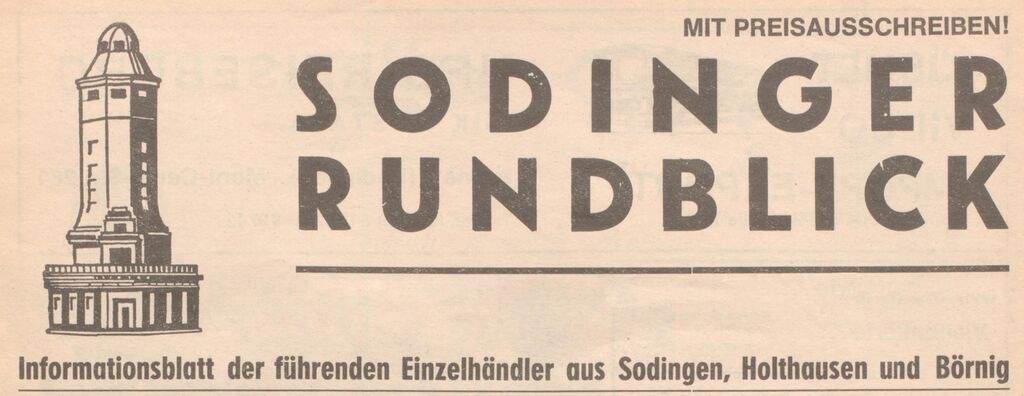 MIT PREISAUSSCHREIBEN!
SODINGER
RUNDBLICK
Informationsblatt der führenden Einzelhändler aus Sodingen, Holthausen und Börnig